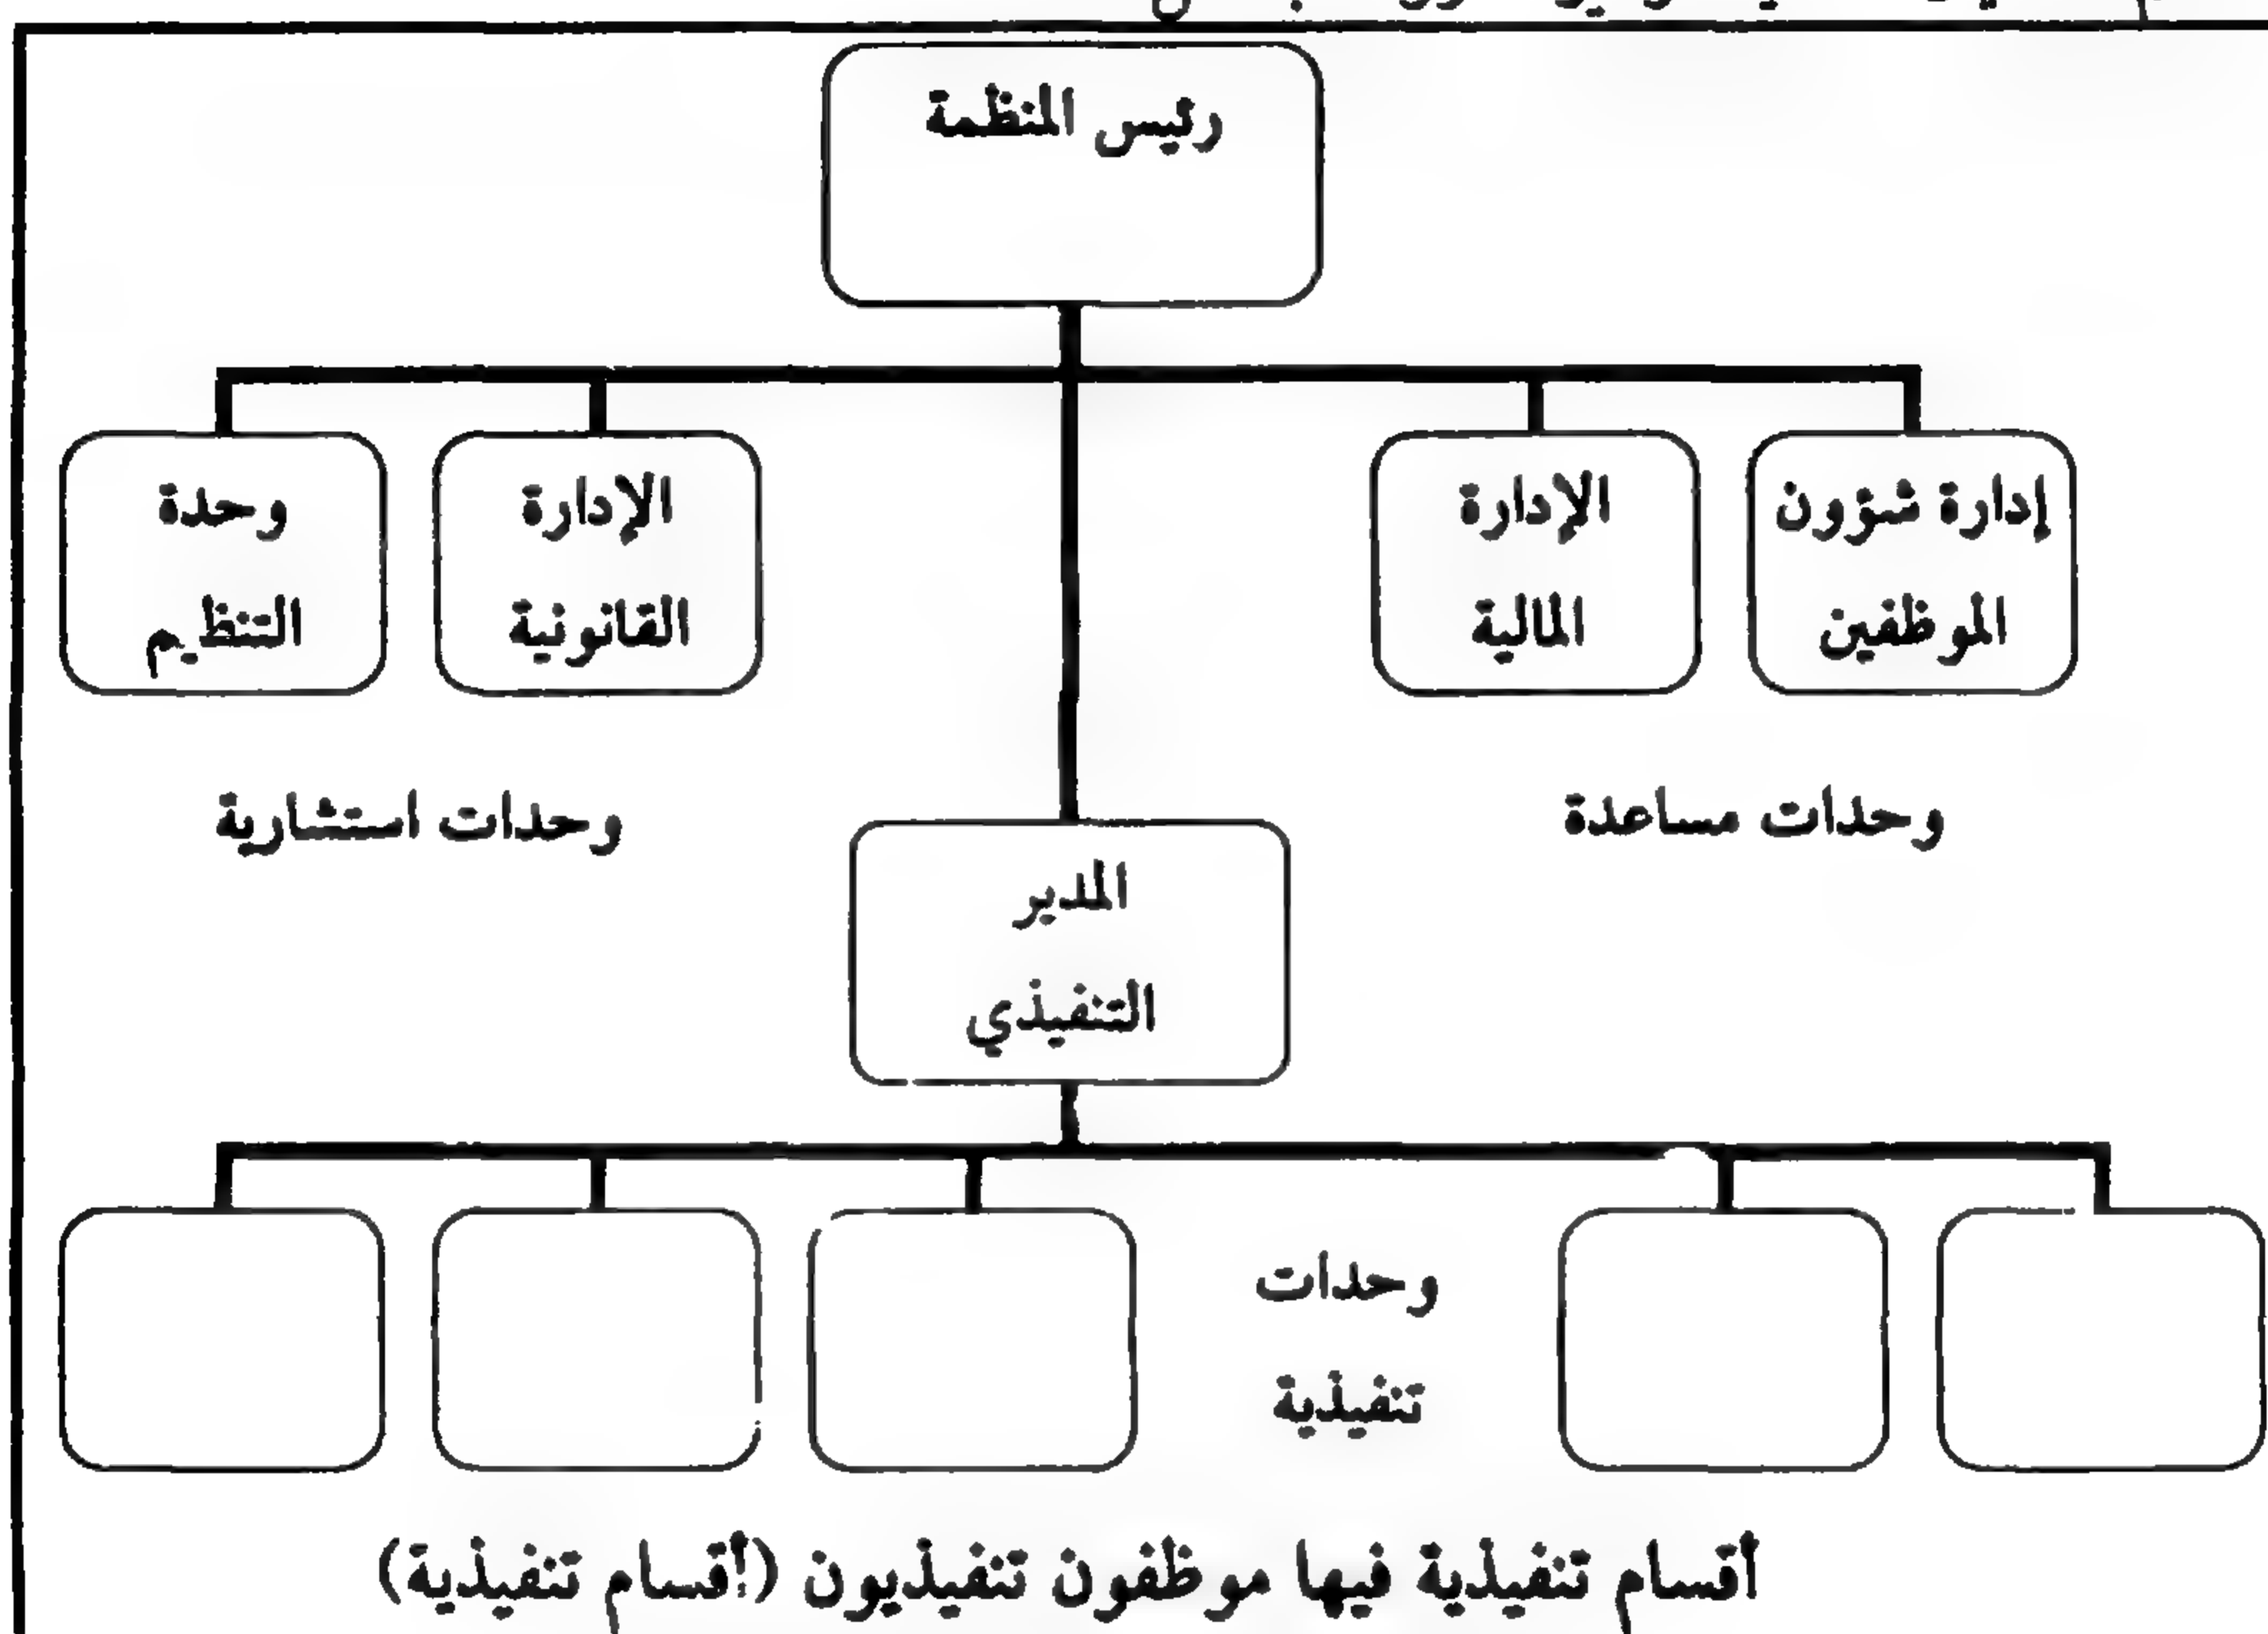 رئيس المنظمة
إدارة شؤون
الموظفين
الإدارة
المالية
الإدارة
القانونية
وحدة
التنظيم
وحدات مساعدة
وحدات استشارية
المدير
التنفيذي
وحدات
تنفيذية
أقسام تنفيذية فيها موظفون تنفيذيون (أقسام تنفيذية)